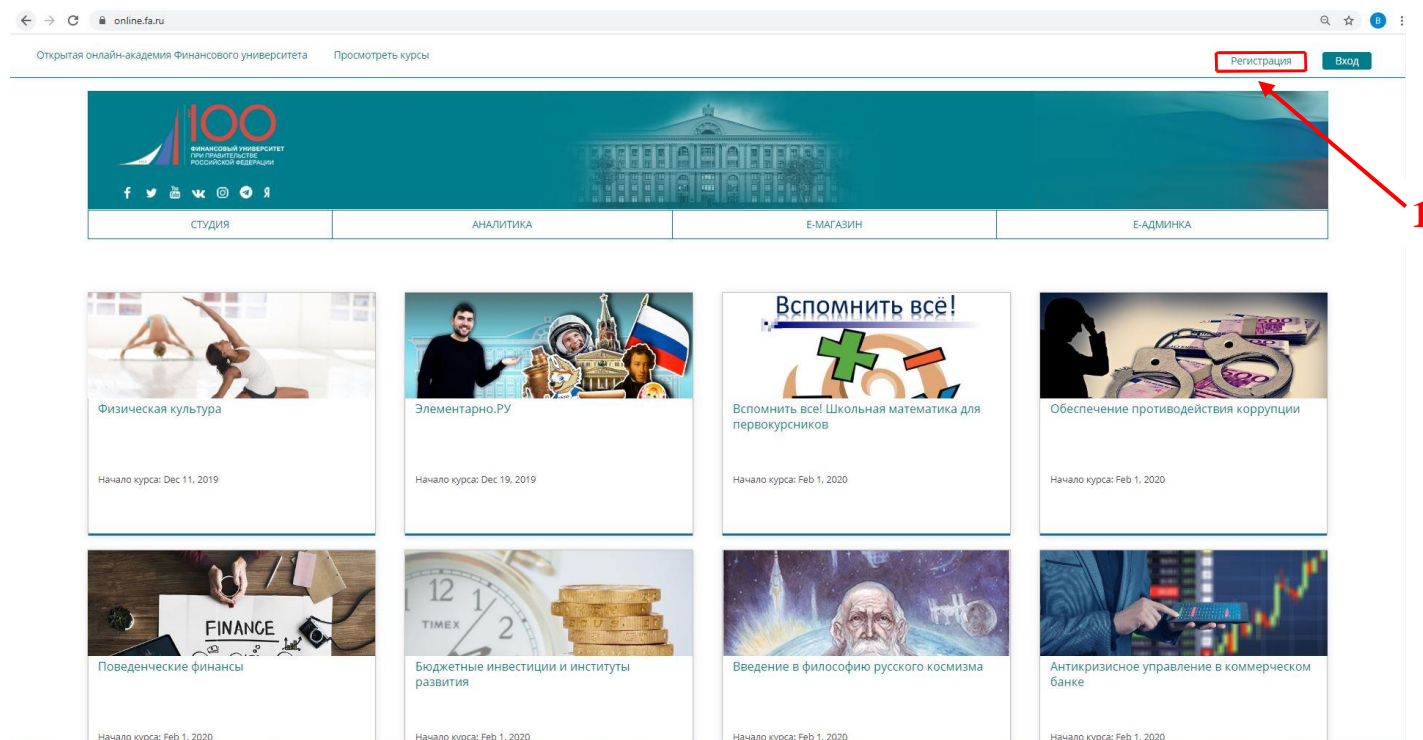 online.fa.ru
B
Открытая онлайн-академия Финансового университета
Просмотреть курсы
Регистрация
Вход
100
ФИНАНСОВЫЙ УНИВЕРСИТЕТ
ПРИ ПРАВИТЕЛЬСТВЕ
РОССИЙСКОЙ ФЕДЕРАЦИИ
Я
1
СТУДИЯ
АНАЛИТИКА
Е-МАГАЗИН
Е-АДМИНКА
Вспомнить всё!
Физическая культура
Элементарно.РУ
Вспомнить все! Школьная математика для
первокурсников
Обеспечение противодействия коррупции
Начало курса: Dec 11, 2019
Начало курса: Dec 19, 2019
Начало курса: Feb 1, 2020
Начало курса: Feb 1, 2020
FINANCE
12
1
TIMEX
2
Поведенческие финансы
Бюджетные инвестиции и институты
развития
Введение в философию русского космизма
Антикризисное управление в коммерческом
банке
Начало курса: Feb 1, 2020
Начало курса: Feb 1, 2020
Начало курса: Feb 1, 2020
Начало курса: Feb 1, 2020